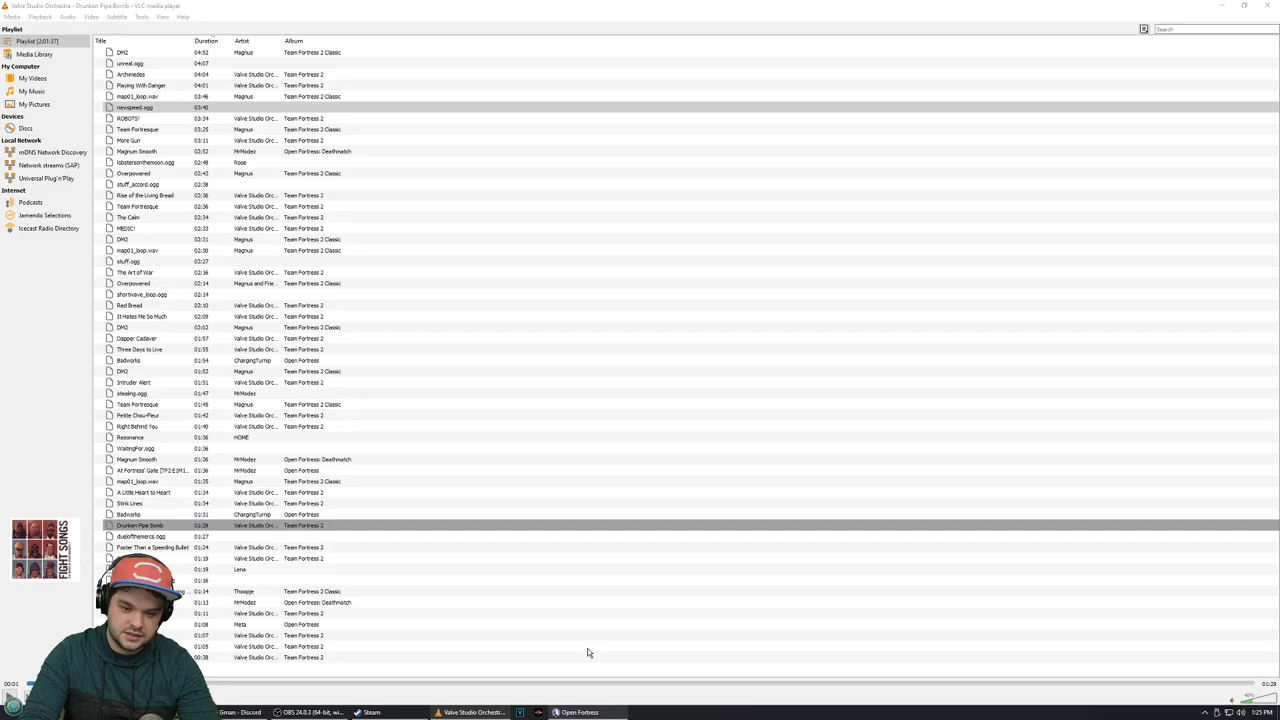 Valve Studio Orchestra - Drunken Pipe Bomb - VLC media player
Media Playback Audio Video Subtitle Tools View Help
Playlist
Search
Playlist [2:01:37]
Media Library
My Computer
My Videos
My Music
My Pictures
Devices
Discs
Local Network
mDNS Network Discovery
Network streams (SAP)
Universal Plug'n'Play
Internet
Podcasts
Jamendo Selections
Icecast Radio Directory
Title Duration Artist Album
DM2 04:52 Magnus Team Fortress 2 Classic
unreal.ogg 04:07
Archimedes 04:04 Valve Studio Orc... Team Fortress 2
Playing With Danger 04:01 Valve Studio Orc... Team Fortress 2
map01_loop.wav 03:46 Magnus Team Fortress 2 Classic
newspeed.ogg 03:40
ROBOTS! 03:34 Valve Studio Orc... Team Fortress 2
Team Fortresque 03:25 Magnus Team Fortress 2 Classic
More Gun 03:11 Valve Studio Orc... Team Fortress 2
Magnum Smooth 02:52 MrModez Open Fortress: Deathmatch
lobstersonthemoon.ogg 02:48 Rose
Overpowered 02:43 Magnus Team Fortress 2 Classic
stuff_accord.ogg 02:38
Rise of the Living Bread 02:36 Valve Studio Orc... Team Fortress 2
Team Fortresque 02:36 Valve Studio Orc... Team Fortress 2
The Calm 02:34 Valve Studio Orc... Team Fortress 2
MEDIC! 02:33 Valve Studio Orc... Team Fortress 2
DM2 02:31 Magnus Team Fortress 2 Classic
map01_loop.wav 02:30 Magnus Team Fortress 2 Classic
stuff.ogg 02:27
The Art of War 02:16 Valve Studio Orc... Team Fortress 2
Overpowered 02:14 Magnus and Frie... Team Fortress 2 Classic
shortwave_loop.ogg 02:14
Red Bread 02:10 Valve Studio Orc... Team Fortress 2
It Hates Me So Much 02:09 Valve Studio Orc... Team Fortress 2
DM2 02:02 Magnus Team Fortress 2 Classic
Dapper Cadaver 01:57 Valve Studio Orc... Team Fortress 2
Three Days to Live 01:55 Valve Studio Orc... Team Fortress 2
Badworks 01:54 ChargingTurnip Open Fortress
DM2 01:52 Magnus Team Fortress 2 Classic
Intruder Alert 01:51 Valve Studio Orc... Team Fortress 2
stealing.ogg 01:47 MrModez
Team Fortresque 01:45 Magnus Team Fortress 2 Classic
Petite Chou-Fleur 01:42 Valve Studio Orc... Team Fortress 2
Right Behind You 01:40 Valve Studio Orc... Team Fortress 2
Resonance 01:36 HOME
WaitingFor.ogg 01:36
Magnum Smooth 01:36 MrModez Open Fortress: Deathmatch
At Fortress' Gate [TF2 E1M1... 01:36 MrModez Open Fortress
map01_loop.wav 01:35 Magnus Team Fortress 2 Classic
A Little Heart to Heart 01:34 Valve Studio Orc... Team Fortress 2
Stink Lines 01:34 Valve Studio Orc... Team Fortress 2
Badworks 01:31 ChargingTurnip Open Fortress
Drunken Pipe Bomb 01:29 Valve Studio Orc... Team Fortress 2
duelofthemercs.ogg 01:27
Faster Than a Speeding Bullet 01:24 Valve Studio Orc... Team Fortress 2
01:19 Valve Studio Orc... Team Fortress 2
01:19 Lena
01:16
... 01:14 Thoopje Team Fortress 2 Classic
01:13 MrModez Open Fortress: Deathmatch
01:11 Valve Studio Orc... Team Fortress 2
01:08 Meta Open Fortress
01:07 Valve Studio Orc... Team Fortress 2
01:05 Valve Studio Orc... Team Fortress 2
00:38 Valve Studio Orc... Team Fortress 2
FIGHT SONGS
00:01 01:29
Gman - Discord OBS 24.0.3 (64-bit, wi... Steam Valve Studio Orchestr... Open Fortress 1:25 PM